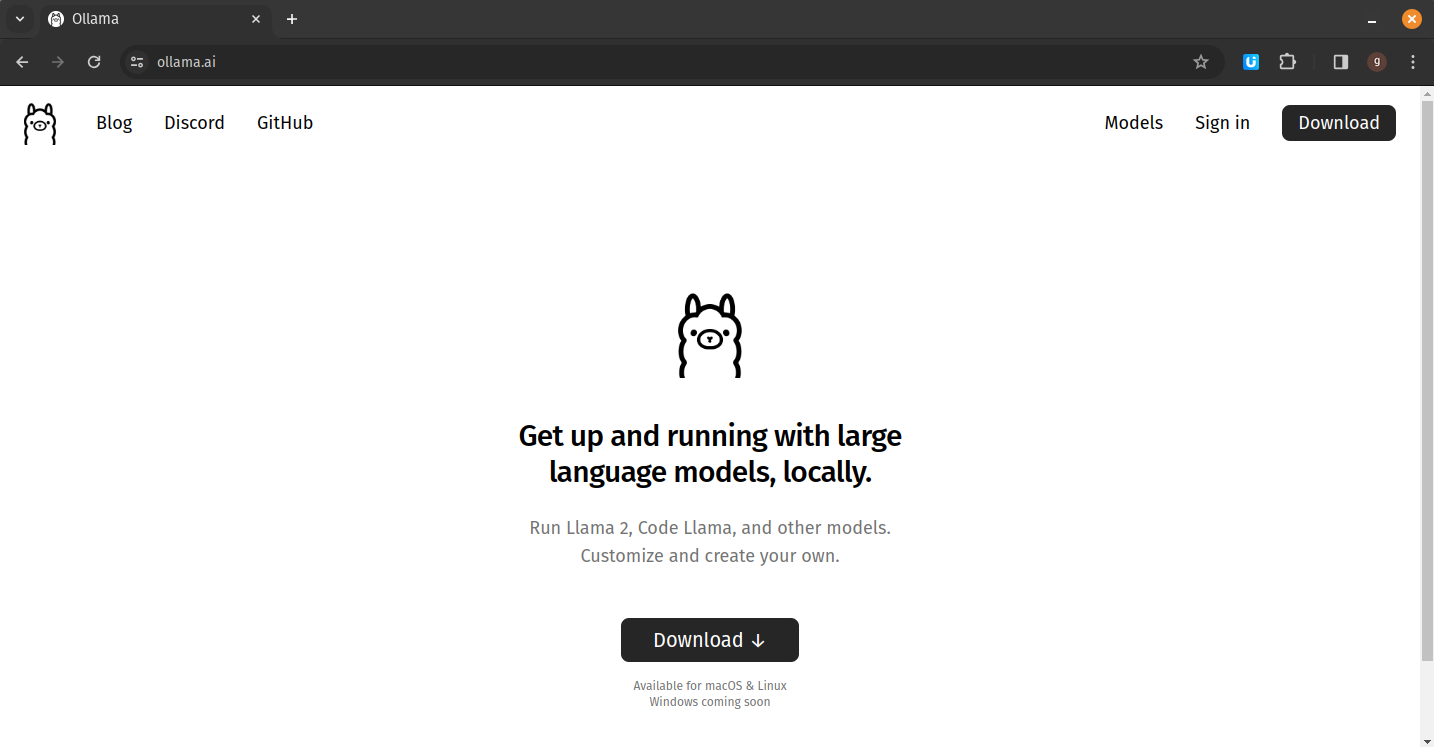 Ollama
ollama.ai
g
Blog Discord GitHub Models Sign in Download
Get up and running with large
language models, locally.
Run Llama 2, Code Llama, and other models.
Customize and create your own.
Download ↓
Available for macOS & Linux
Windows coming soon